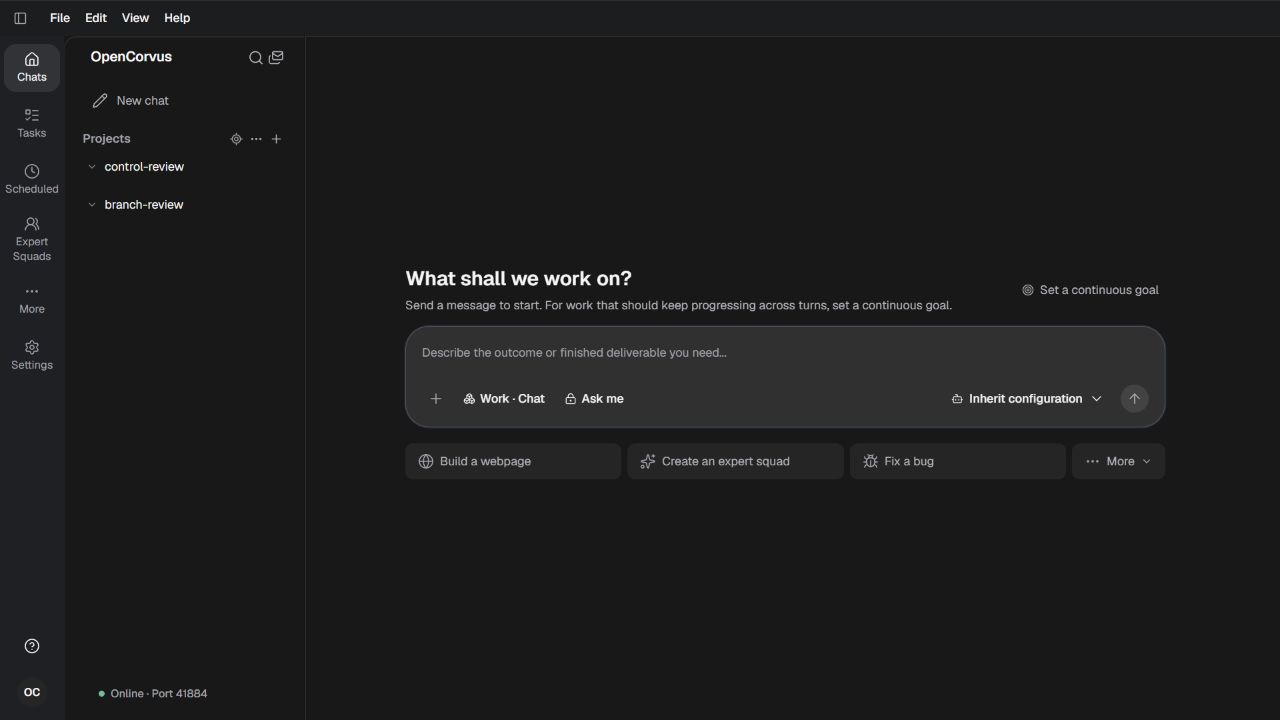 File Edit View Help
Chats
Tasks
Scheduled
Expert
Squads
More
Settings
OC
OpenCorvus
New chat
Projects
control-review
branch-review
Online · Port 41884
What shall we work on?
Send a message to start. For work that should keep progressing across turns, set a continuous goal.
Set a continuous goal
Describe the outcome or finished deliverable you need...
Work · Chat Ask me Inherit configuration
Build a webpage Create an expert squad Fix a bug More